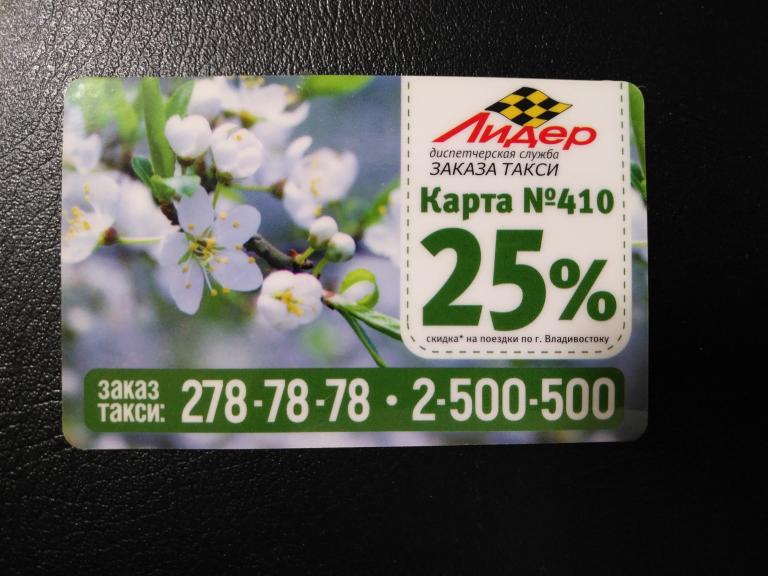 Лидер
диспетчерская служба
ЗАКАЗА ТАКСИ
Карта №410
25%
скидка* на поездки по г. Владивостоку
заказ
такси: 278-78-78 • 2-500-500